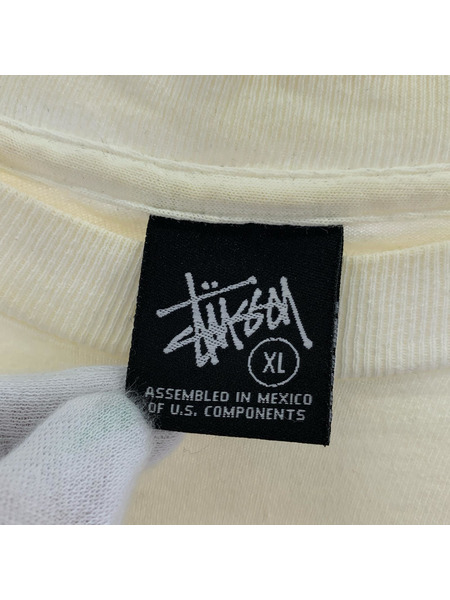 Stüssy
XL
ASSEMBLED IN MEXICO
OF U.S. COMPONENTS